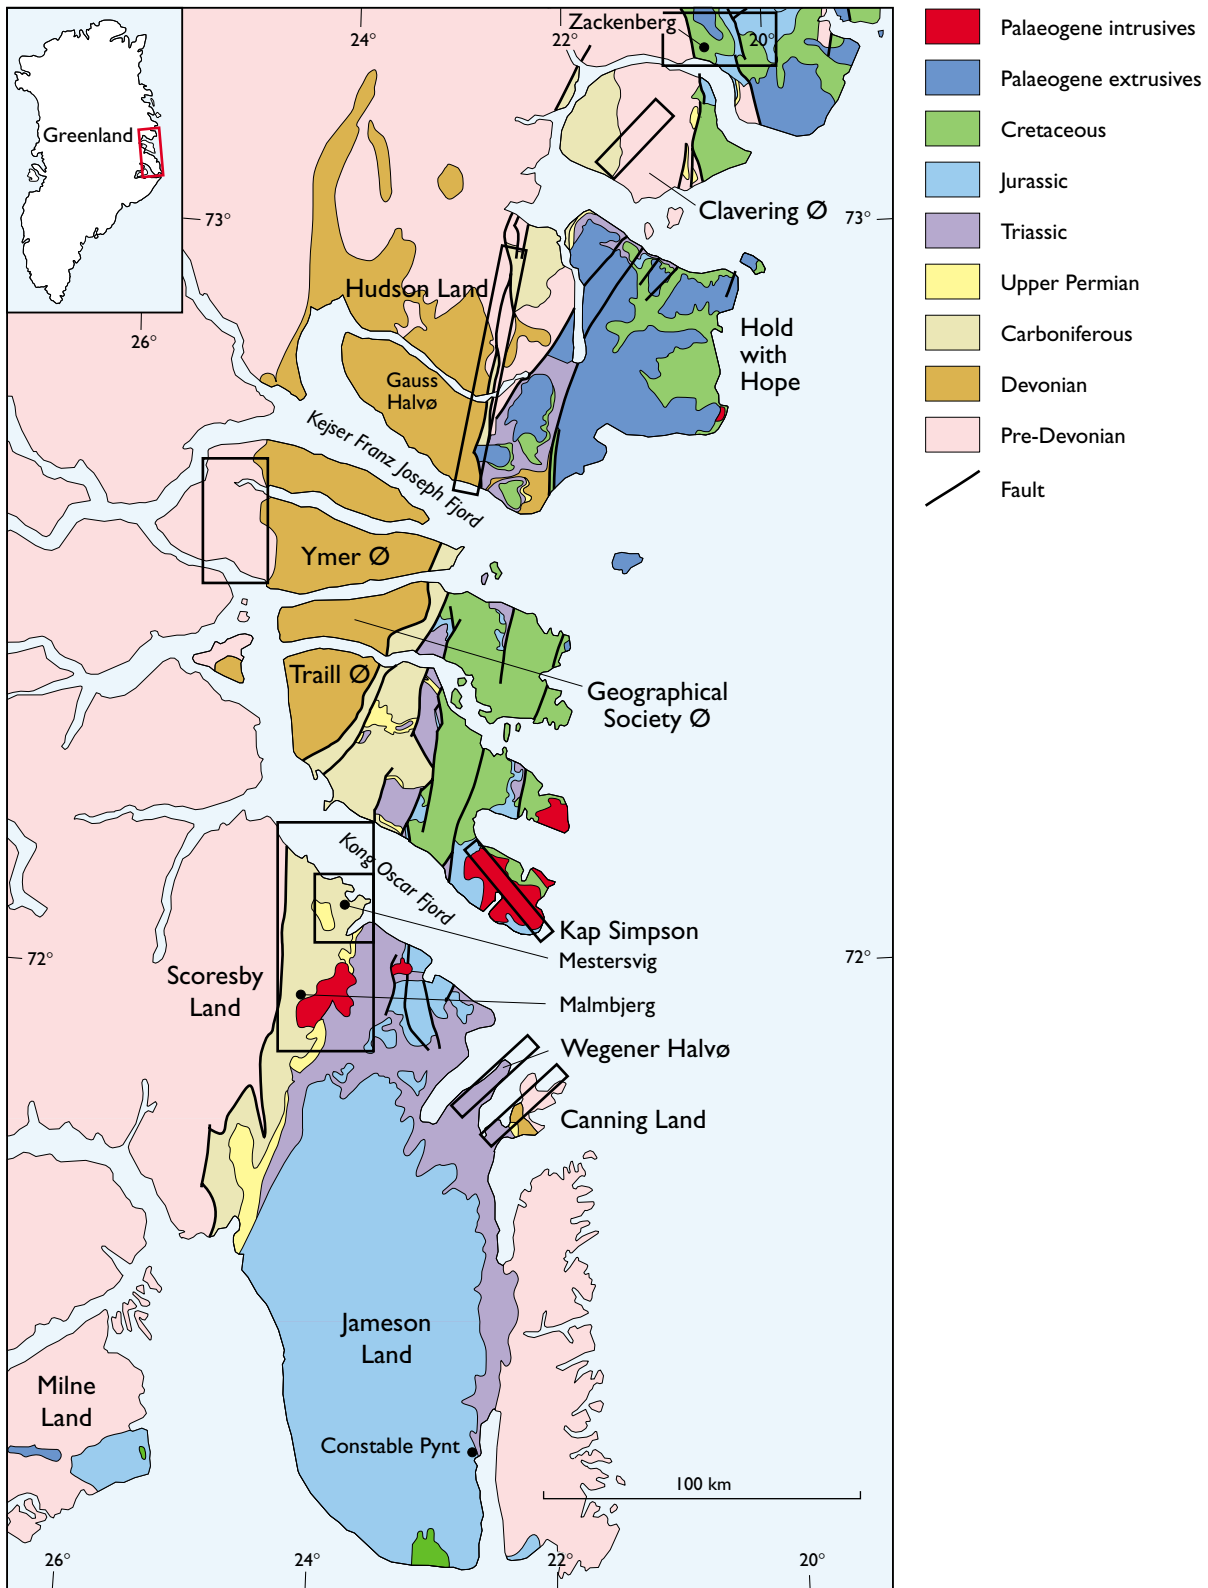 Zackenberg
24°
22°
20°
Greenland
73°
Clavering Ø
73°
Hudson Land
26°
Hold
with
Hope
Gauss
Halvø
Kejser Franz Joseph Fjord
Ymer Ø
Traill Ø
Geographical
Society Ø
Kong Oscar Fjord
Kap Simpson
72°
Mestersvig
72°
Scoresby
Land
Malmbjerg
Wegener Halvø
Canning Land
Jameson
Land
Milne
Land
Constable Pynt
100 km
26°
24°
22°
20°
Palaeogene intrusives
Palaeogene extrusives
Cretaceous
Jurassic
Triassic
Upper Permian
Carboniferous
Devonian
Pre-Devonian
Fault